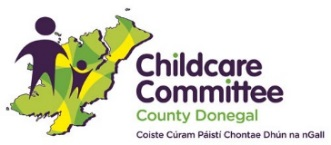 Childcare
Committee
County Donegal
Coiste Cúram Páistí Chontae Dhún na nGall